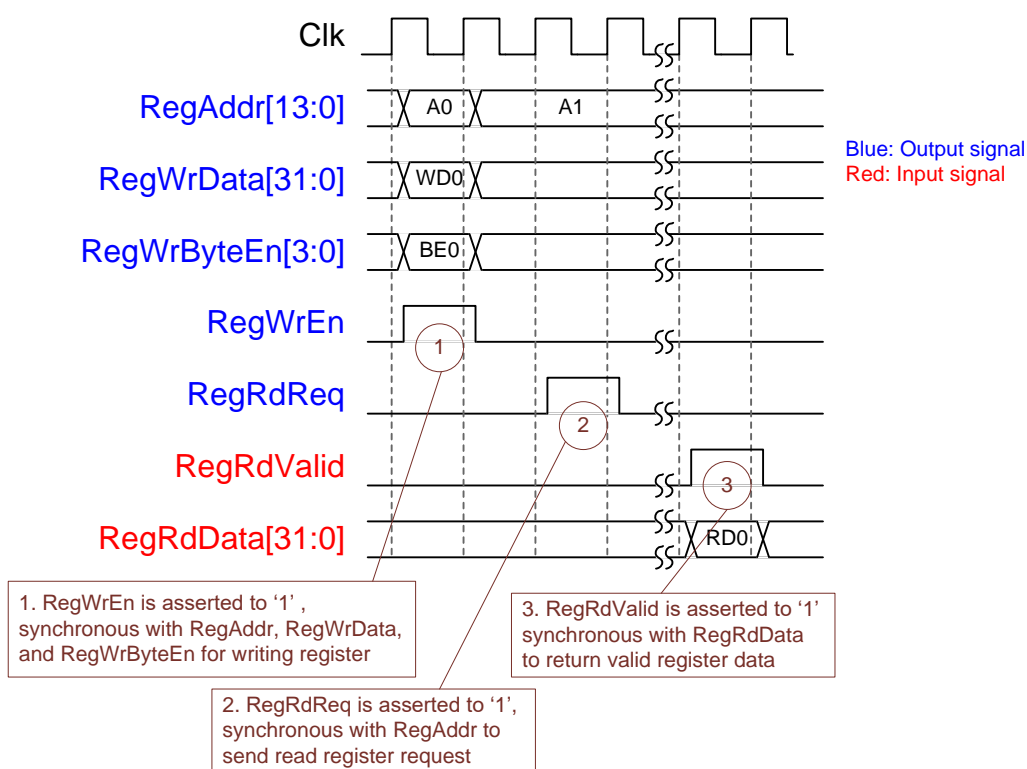 Clk
RegAddr[13:0]
A0
A1
Blue: Output signal
Red: Input signal
RegWrData[31:0]
WD0
RegWrByteEn[3:0]
BE0
RegWrEn
1
RegRdReq
2
RegRdValid
3
RegRdData[31:0]
RD0
1. RegWrEn is asserted to ‘1’ ,
synchronous with RegAddr, RegWrData,
and RegWrByteEn for writing register
3. RegRdValid is asserted to ‘1’
synchronous with RegRdData
to return valid register data
2. RegRdReq is asserted to ‘1’,
synchronous with RegAddr to
send read register request